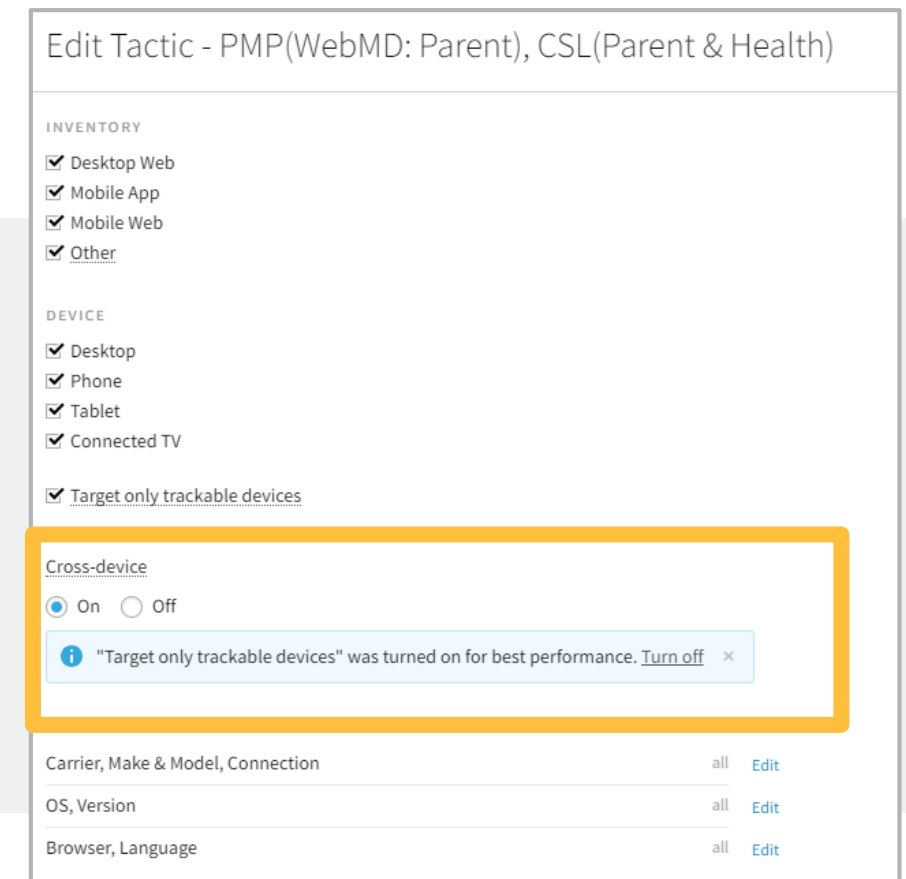 Edit Tactic - PMP(WebMD: Parent), CSL(Parent & Health)
INVENTORY
Desktop Web
Mobile App
Mobile Web
Other
DEVICE
Desktop
Phone
Tablet
Connected TV
Target only trackable devices
Cross-device
On Off
"Target only trackable devices" was turned on for best performance. Turn off ×
Carrier, Make & Model, Connection all Edit
OS, Version all Edit
Browser, Language all Edit